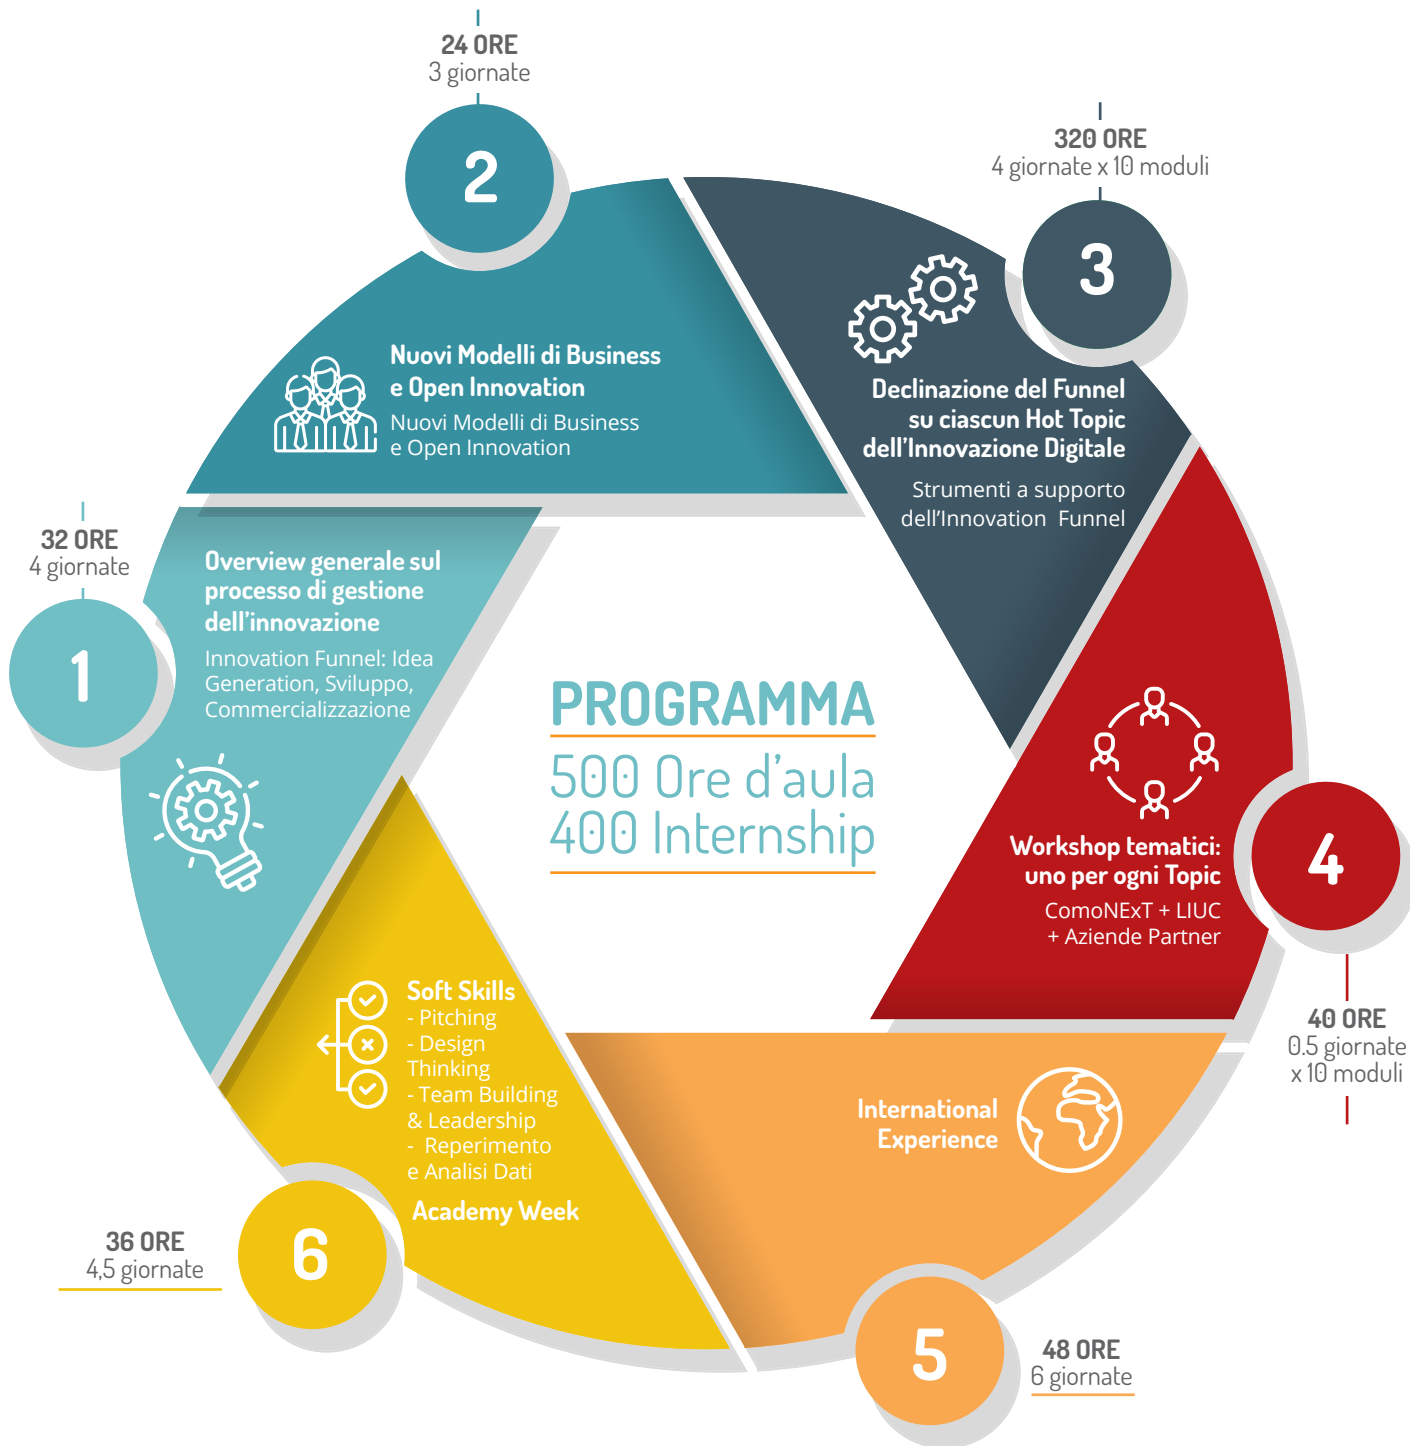 PROGRAMMA
500 Ore d'aula
400 Internship
32 ORE
4 giornate
1
Overview generale sul
processo di gestione
dell'innovazione
Innovation Funnel: Idea
Generation, Sviluppo,
Commercializzazione
24 ORE
3 giornate
2
Nuovi Modelli di Business
e Open Innovation
Nuovi Modelli di Business
e Open Innovation
320 ORE
4 giornate x 10 moduli
3
Declinazione del Funnel
su ciascun Hot Topic
dell'Innovazione Digitale
Strumenti a supporto
dell'Innovation Funnel
4
Workshop tematici:
uno per ogni Topic
ComoNExT + LIUC
+ Aziende Partner
40 ORE
0.5 giornate
x 10 moduli
International
Experience
5
48 ORE
6 giornate
Soft Skills
- Pitching
- Design
Thinking
- Team Building
& Leadership
- Reperimento
e Analisi Dati
Academy Week
6
36 ORE
4,5 giornate